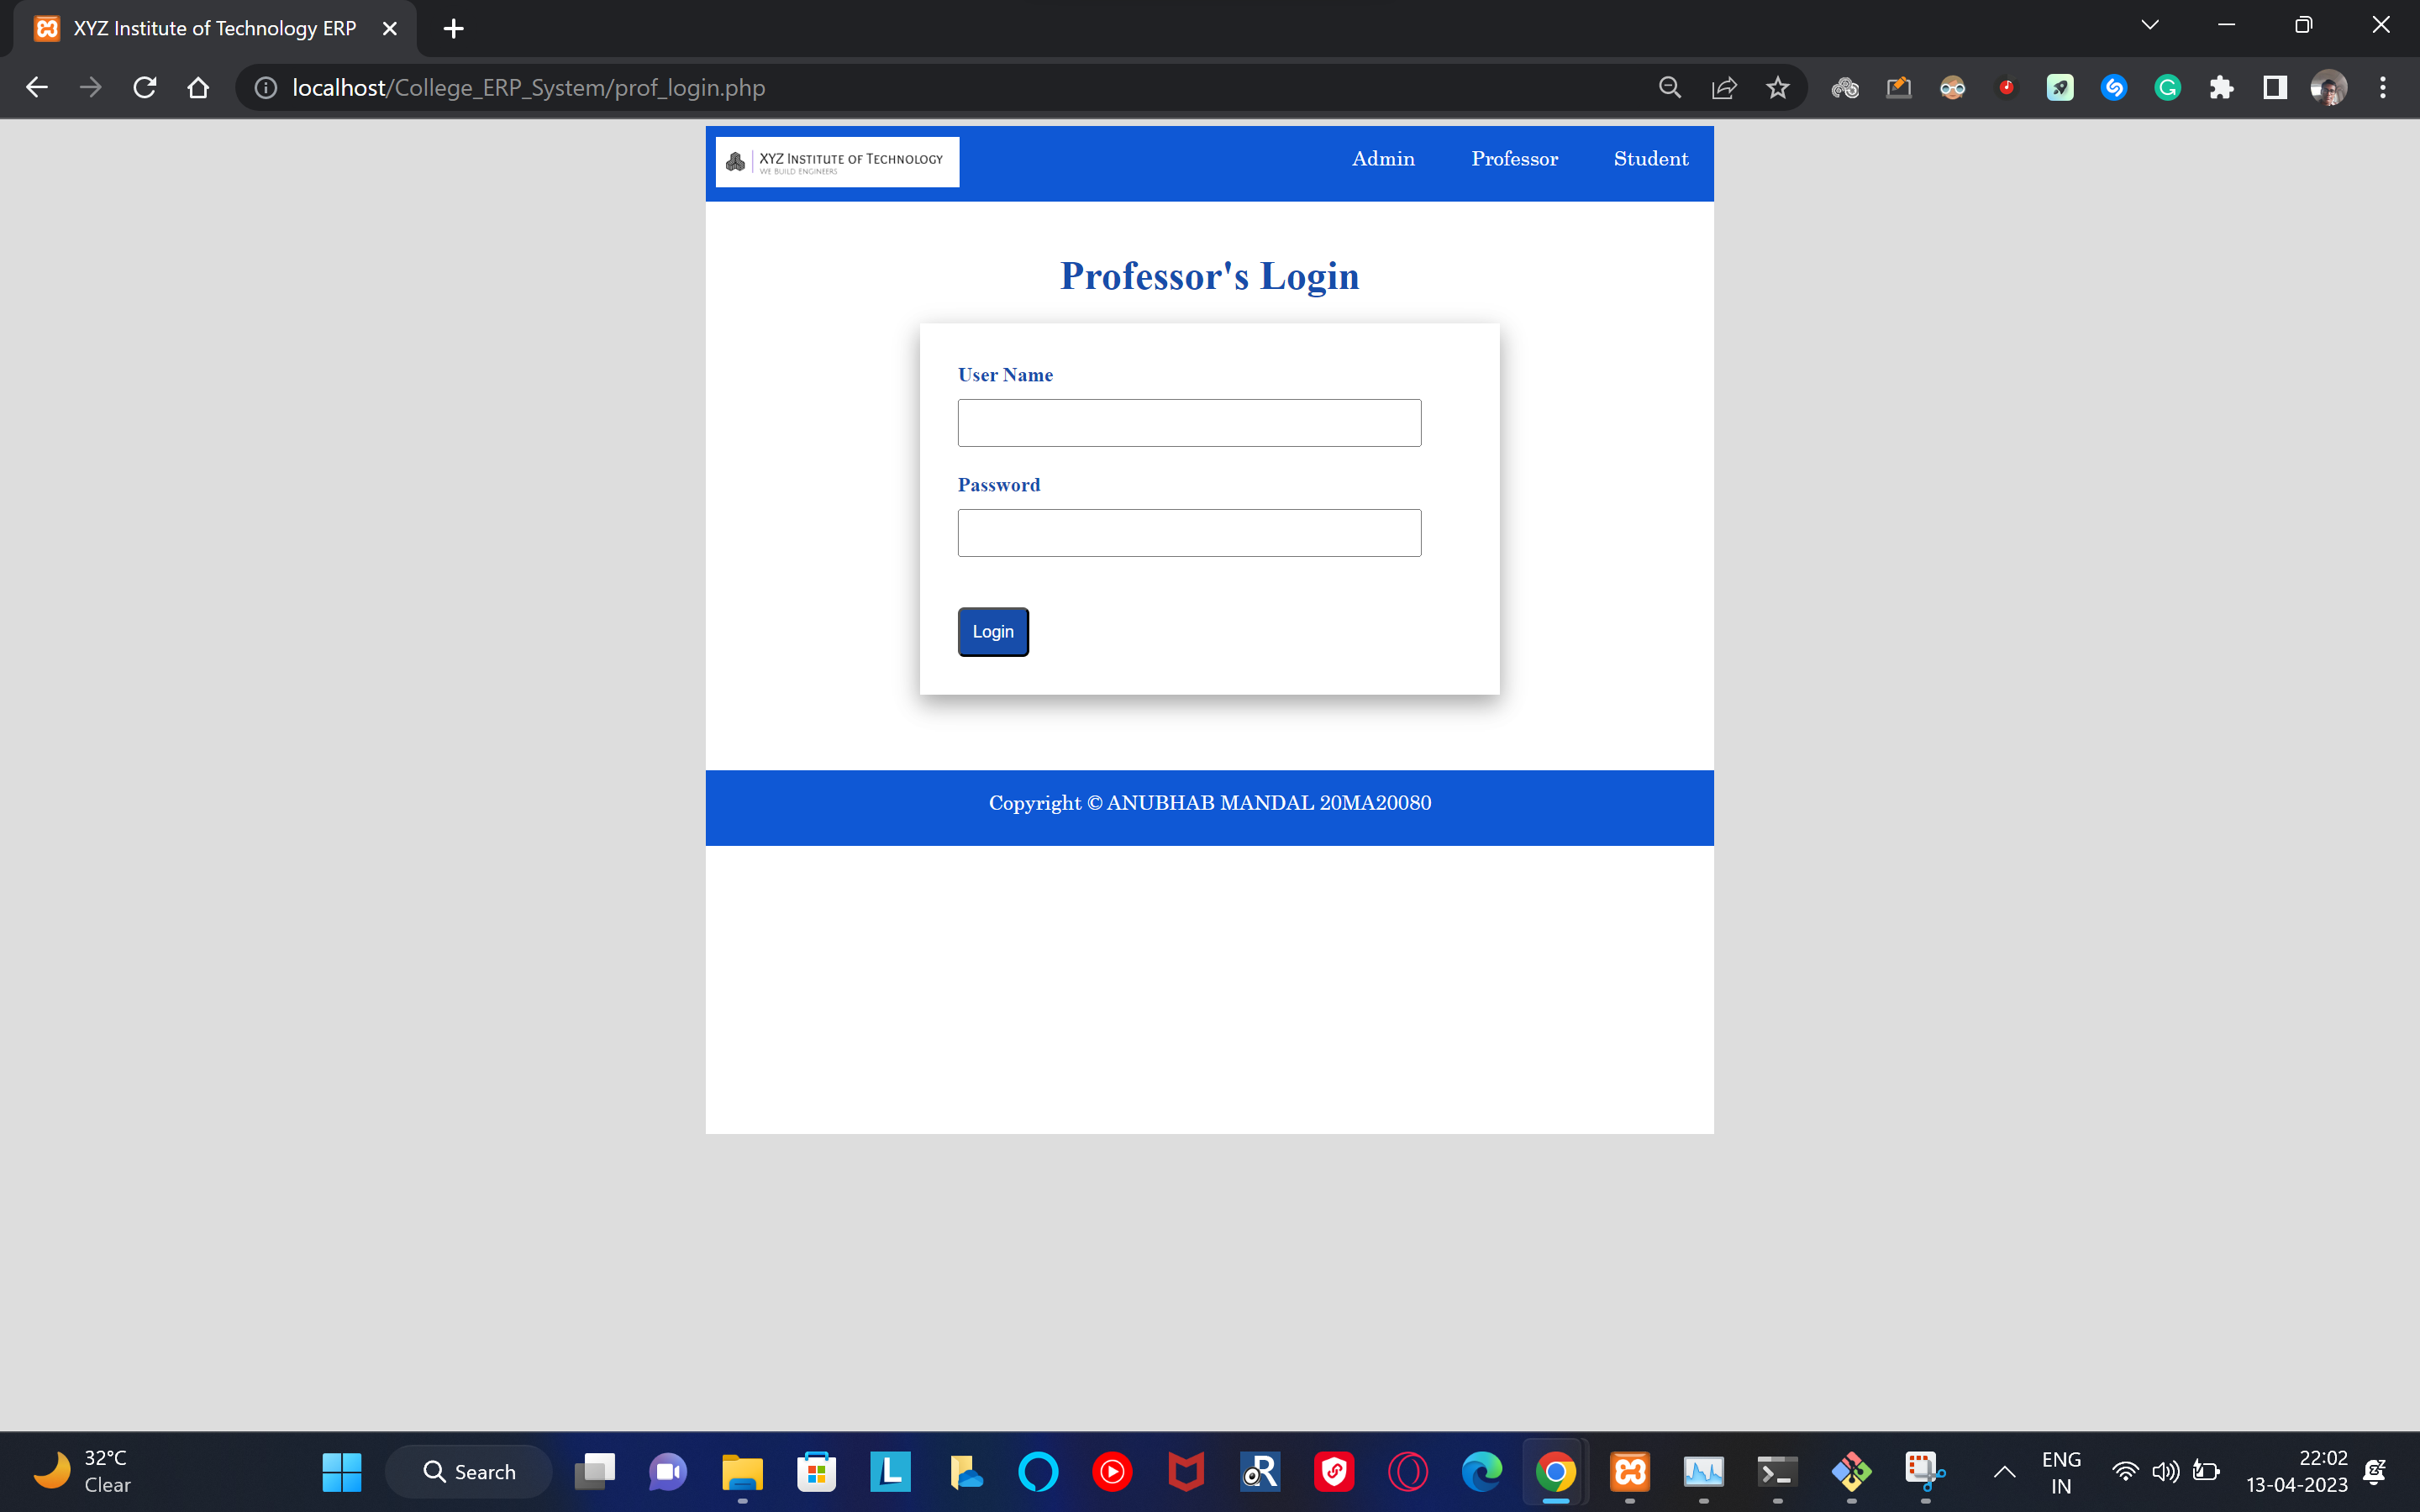 XYZ Institute of Technology ERP
localhost/College_ERP_System/prof_login.php
XYZ INSTITUTE OF TECHNOLOGY
WE BUILD ENGINEERS
Admin Professor Student
Professor's Login
User Name
Password
Login
Copyright © ANUBHAB MANDAL 20MA20080
32°C
Clear
Search
L
R
ENG
IN
22:02
13-04-2023